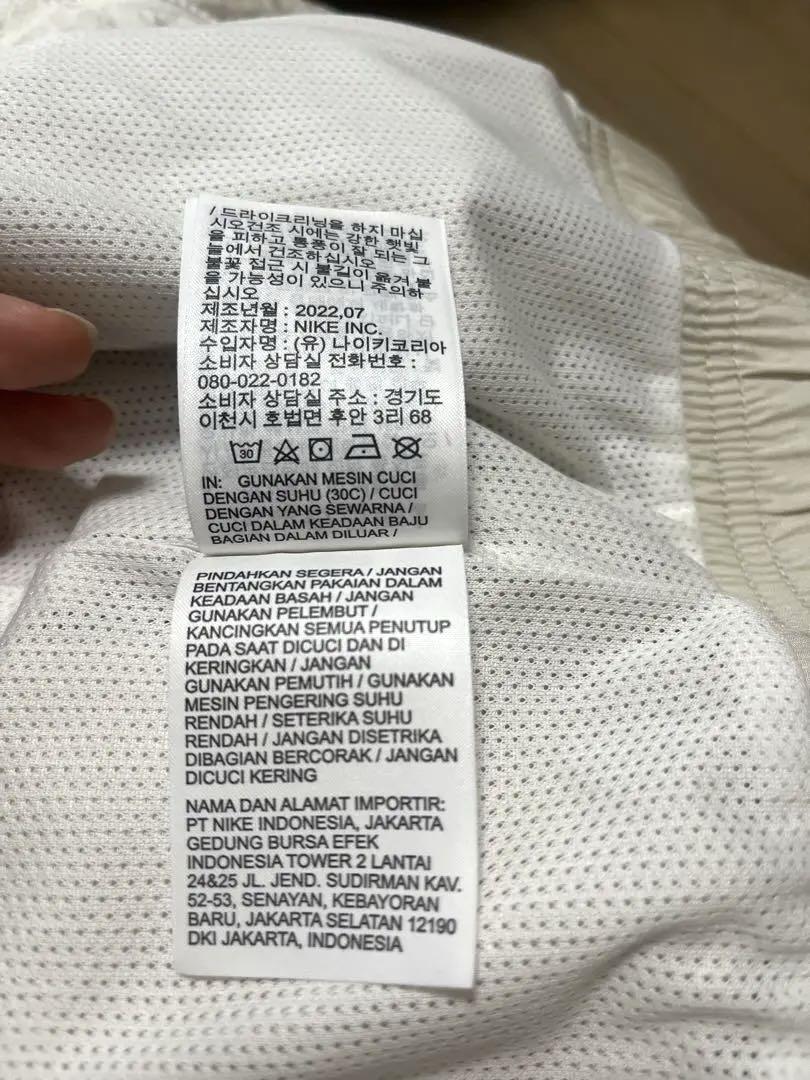 / 드라이크리닝을 하지 마십
시오건조 시에는 강한 햇빛
을 피하고 통풍이 잘 되는 그
늘에서 건조하십시오
불꽃 접근 시 불길이 옮겨 붙
을 가능성이 있으니 주의하
십시오
제조년월 : 2022,07
제조자명 : NIKE INC.
수입자명 : (유) 나이키코리아
소비자 상담실 전화번호 :
080-022-0182
소비자 상담실 주소 : 경기도
이천시 호법면 후안 3리 68
30
IN: GUNAKAN MESIN CUCI
DENGAN SUHU (30C) / CUCI
DENGAN YANG SEWARNA /
CUCI DALAM KEADAAN BAJU
BAGIAN DALAM DILUAR /
PINDAHKAN SEGERA / JANGAN
BENTANGKAN PAKAIAN DALAM
KEADAAN BASAH / JANGAN
GUNAKAN PELEMBUT /
KANCINGKAN SEMUA PENUTUP
PADA SAAT DICUCI DAN DI
KERINGKAN / JANGAN
GUNAKAN PEMUTIH / GUNAKAN
MESIN PENGERING SUHU
RENDAH / SETERIKA SUHU
RENDAH / JANGAN DISETRIKA
DIBAGIAN BERCORAK / JANGAN
DICUCI KERING
NAMA DAN ALAMAT IMPORTIR:
PT NIKE INDONESIA, JAKARTA
GEDUNG BURSA EFEK
INDONESIA TOWER 2 LANTAI
24&25 JL. JEND. SUDIRMAN KAV.
52-53, SENAYAN, KEBAYORAN
BARU, JAKARTA SELATAN 12190
DKI JAKARTA, INDONESIA